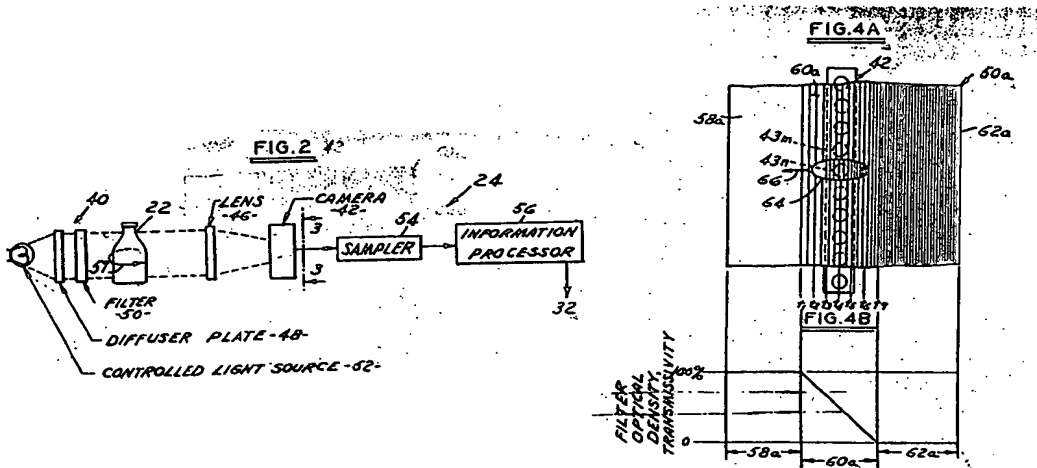 FIG.2
40
22
LENS
-46-
CAMERA
-42-
3
3
24
54
SAMPLER
56
INFORMATION
PROCESSOR
32
51
FILTER
-50-
DIFFUSER PLATE-48-
CONTROLLED LIGHT SOURCE-52-
FIG.4A
60a
42
50a
58a
62a
43m
43n
66
64
FIG.4B
FILTER
OPTICAL
DENSITY,
TRANSMISSIVITY
100%
0
58a
60a
62a